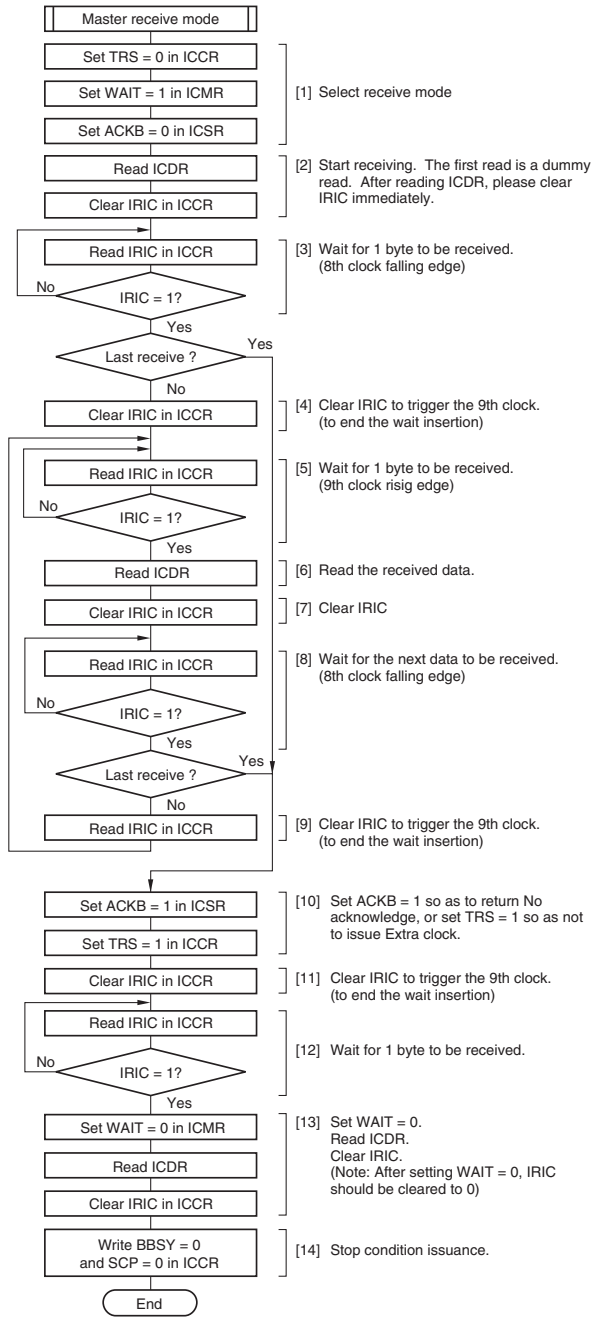 Master receive mode
Set TRS = 0 in ICCR
Set WAIT = 1 in ICMR
[1] Select receive mode
Set ACKB = 0 in ICSR
Read ICDR
[2] Start receiving. The first read is a dummy
read. After reading ICDR, please clear
IRIC immediately.
Clear IRIC in ICCR
Read IRIC in ICCR
[3] Wait for 1 byte to be received.
(8th clock falling edge)
No
IRIC = 1?
Yes
Last receive ?
Yes
No
Clear IRIC in ICCR
[4] Clear IRIC to trigger the 9th clock.
(to end the wait insertion)
Read IRIC in ICCR
[5] Wait for 1 byte to be received.
(9th clock risig edge)
No
IRIC = 1?
Yes
Read ICDR
[6] Read the received data.
Clear IRIC in ICCR
[7] Clear IRIC
Read IRIC in ICCR
[8] Wait for the next data to be received.
(8th clock falling edge)
No
IRIC = 1?
Yes
Last receive ?
Yes
No
Read IRIC in ICCR
[9] Clear IRIC to trigger the 9th clock.
(to end the wait insertion)
Set ACKB = 1 in ICSR
[10] Set ACKB = 1 so as to return No
acknowledge, or set TRS = 1 so as not
to issue Extra clock.
Set TRS = 1 in ICCR
Clear IRIC in ICCR
[11] Clear IRIC to trigger the 9th clock.
(to end the wait insertion)
Read IRIC in ICCR
[12] Wait for 1 byte to be received.
No
IRIC = 1?
Yes
Set WAIT = 0 in ICMR
[13] Set WAIT = 0.
Read ICDR.
Clear IRIC.
(Note: After setting WAIT = 0, IRIC
should be cleared to 0)
Read ICDR
Clear IRIC in ICCR
Write BBSY = 0
and SCP = 0 in ICCR
[14] Stop condition issuance.
End